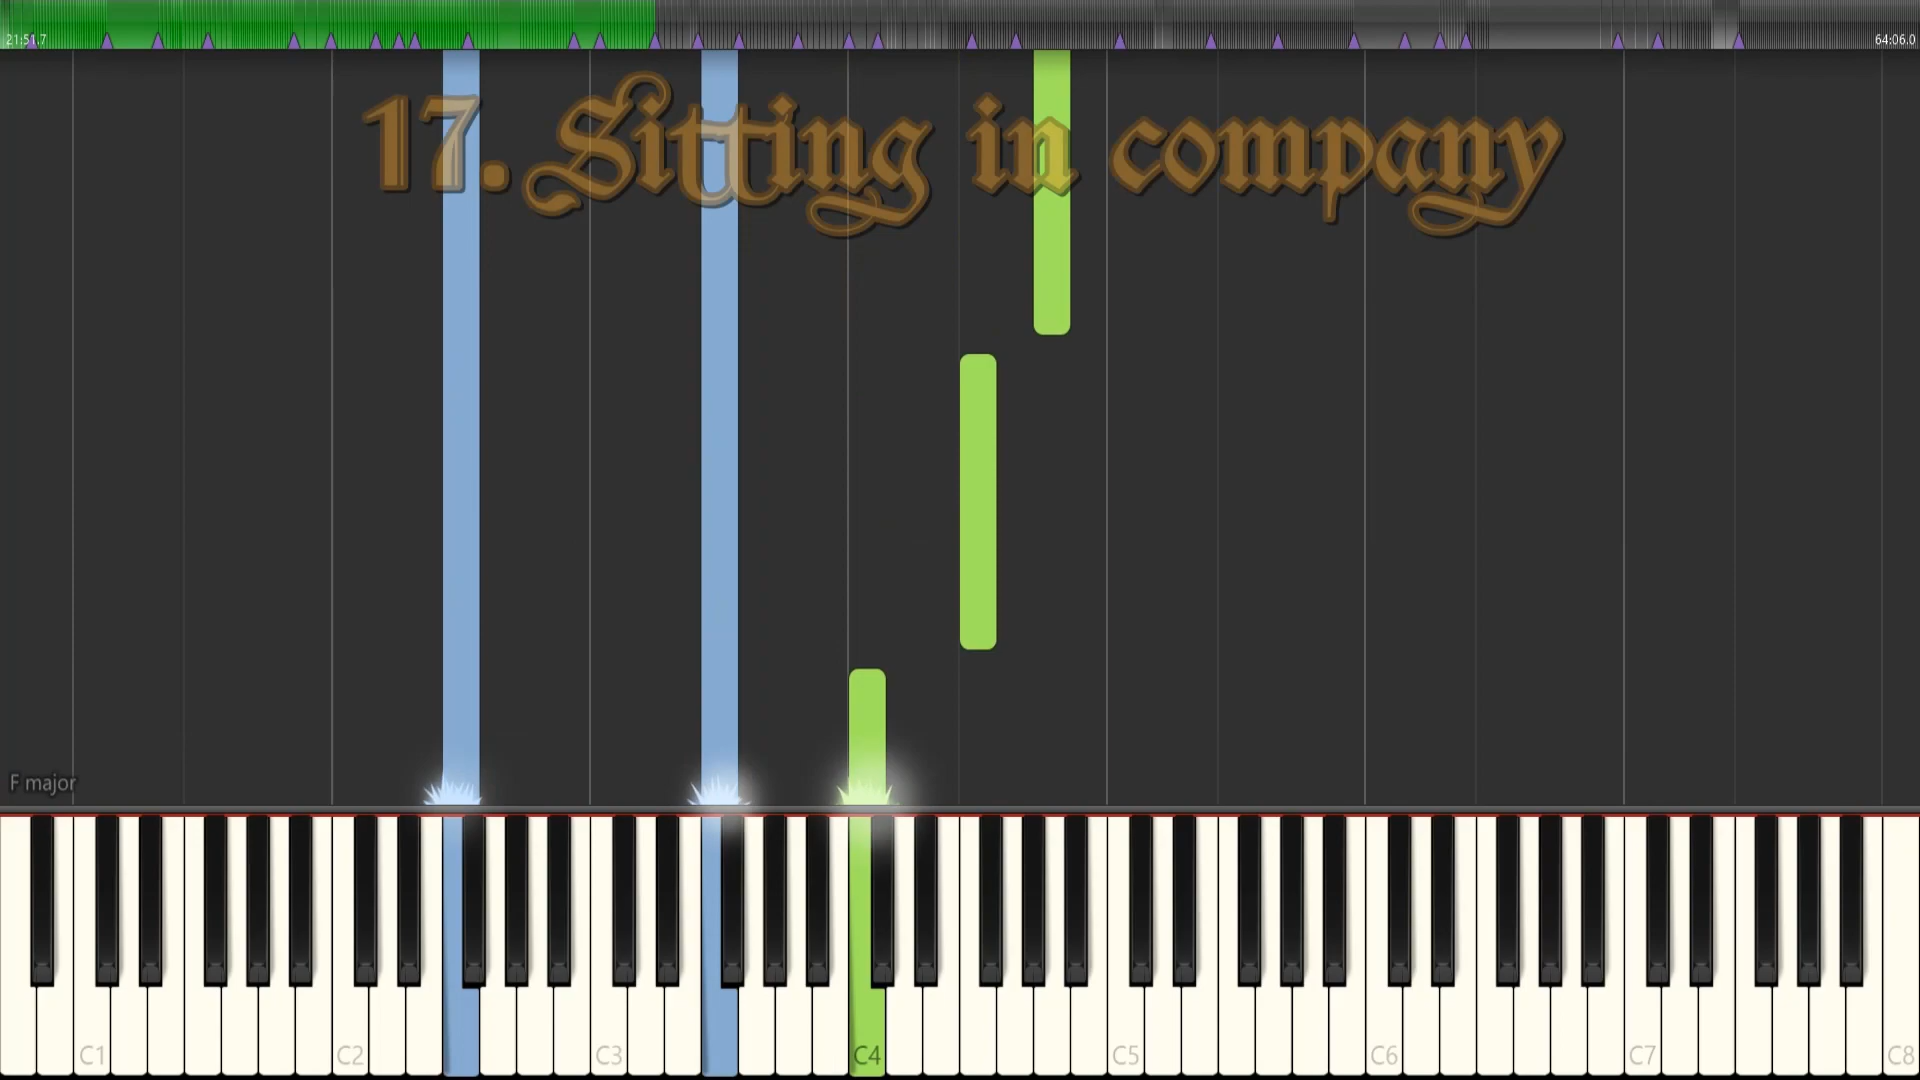 21:51.7
64:06.0
17. Sitting in company
F major
C1
C2
C3
C4
C5
C6
C7
C8